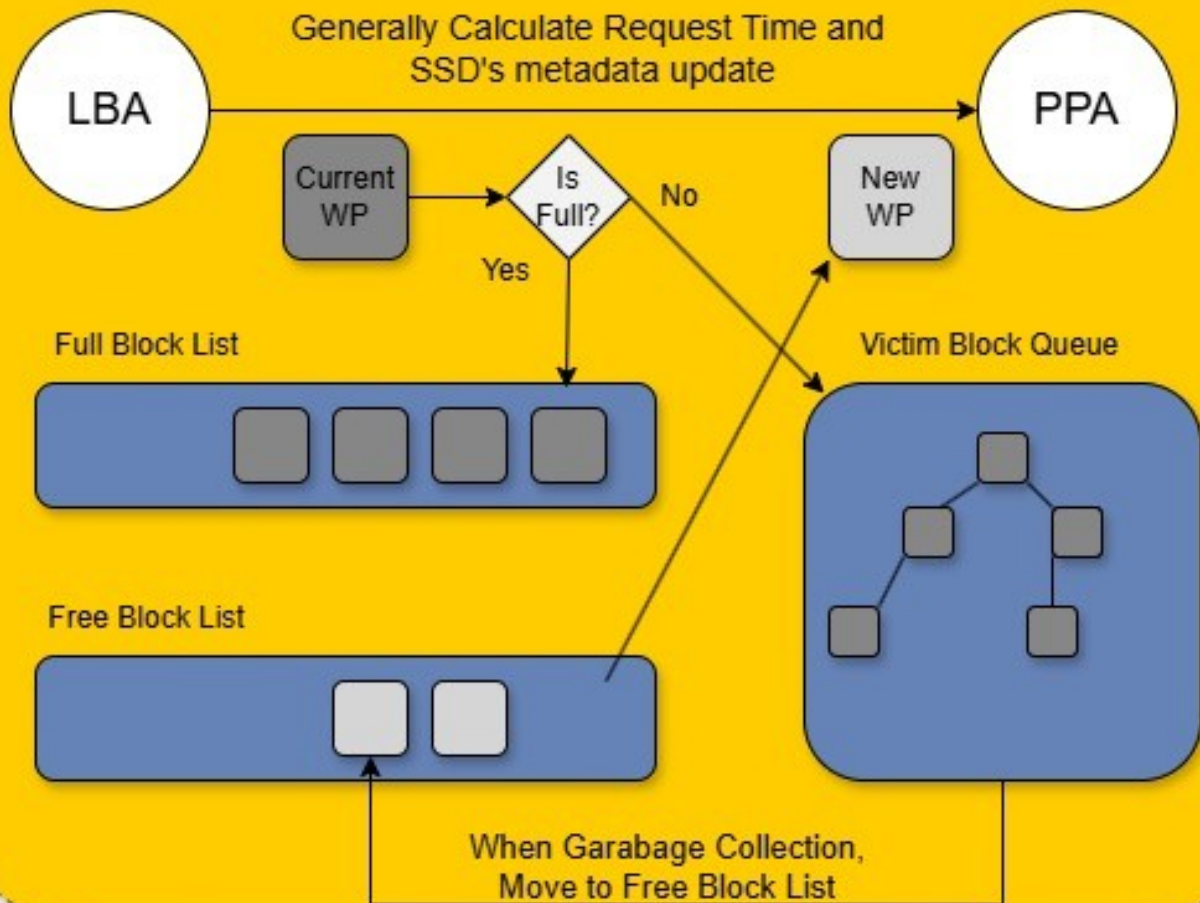 Generally Calculate Request Time and
SSD's metadada update
LBA
PPA
Current
WP
Is
Full?
No
New
WP
Yes
Full Block List
Victim Block Queue
Free Block List
When Garabage Collection,
Move to Free Block List